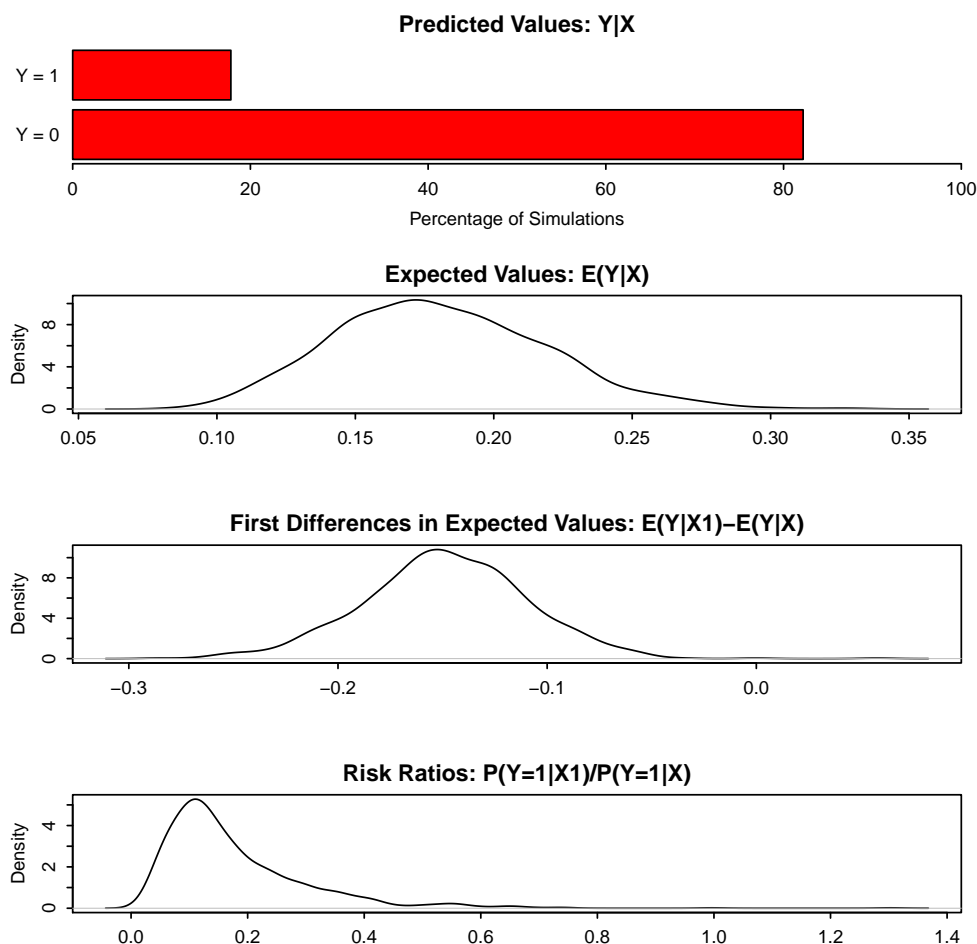 Predicted Values: Y|X
Y = 1
Y = 0
0 20 40 60 80 100
Percentage of Simulations
Expected Values: E(Y|X)
Density
0 4 8
0.05 0.10 0.15 0.20 0.25 0.30 0.35
First Differences in Expected Values: E(Y|X1)−E(Y|X)
Density
0 4 8
−0.3 −0.2 −0.1 0.0
Risk Ratios: P(Y=1|X1)/P(Y=1|X)
Density
0 2 4
0.0 0.2 0.4 0.6 0.8 1.0 1.2 1.4